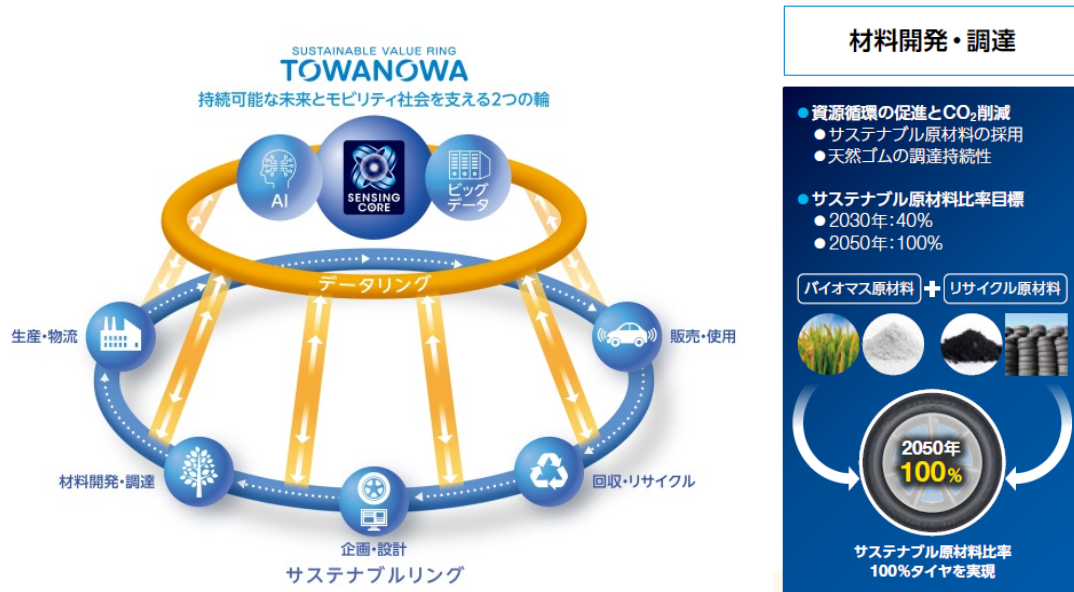 SUSTAINABLE VALUE RING
TOWANOWA
持続可能な未来とモビリティ社会を支える2つの輪
AI
SENSING
CORE
ビッグ
データ
データリング
生産・物流
販売・使用
材料開発・調達
回収・リサイクル
企画・設計
サステナブルリング
材料開発・調達
●資源循環の促進とCO₂削減
●サステナブル原材料の採用
●天然ゴムの調達持続性
●サステナブル原材料比率目標
●2030年:40%
●2050年:100%
バイオマス原材料 + リサイクル原材料
2050年
100%
サステナブル原材料比率
100%タイヤを実現